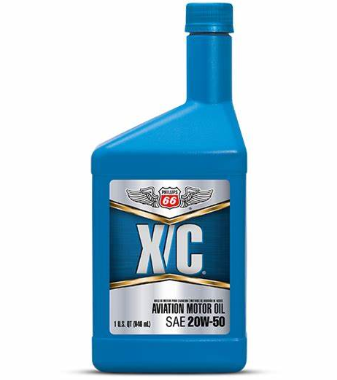 PHILLIPS
66
X/C®
AVIATION MOTOR OIL
1 U.S. QT (946 mL) SAE 20W-50